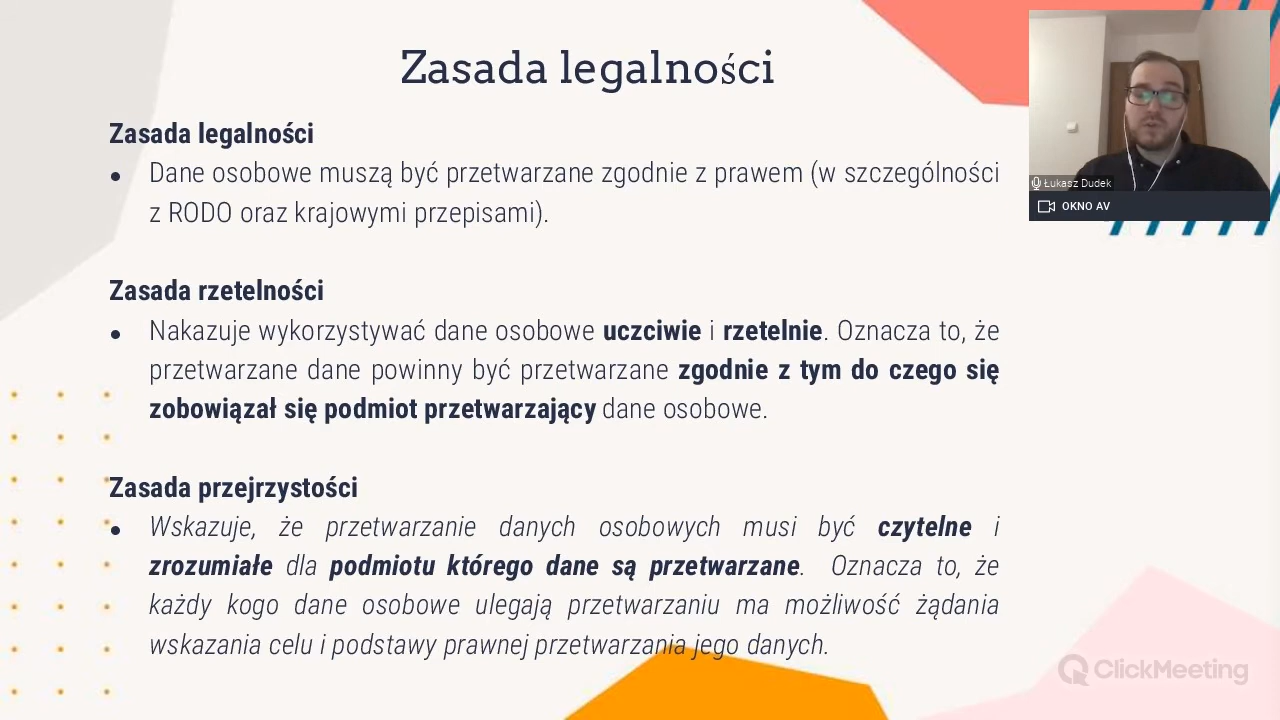 Zasada legalności
Zasada legalności
• Dane osobowe muszą być przetwarzane zgodnie z prawem (w szczególności
z RODO oraz krajowymi przepisami).
Zasada rzetelności
• Nakazuje wykorzystywać dane osobowe uczciwie i rzetelnie. Oznacza to, że
przetwarzane dane powinny być przetwarzane zgodnie z tym do czego się
zobowiązał się podmiot przetwarzający dane osobowe.
Zasada przejrzystości
• Wskazuje, że przetwarzanie danych osobowych musi być czytelne i
zrozumiałe dla podmiotu którego dane są przetwarzane. Oznacza to, że
każdy kogo dane osobowe ulegają przetwarzaniu ma możliwość żądania
wskazania celu i podstawy prawnej przetwarzania jego danych.
Łukasz Dudek
OKNO AV
ClickMeeting